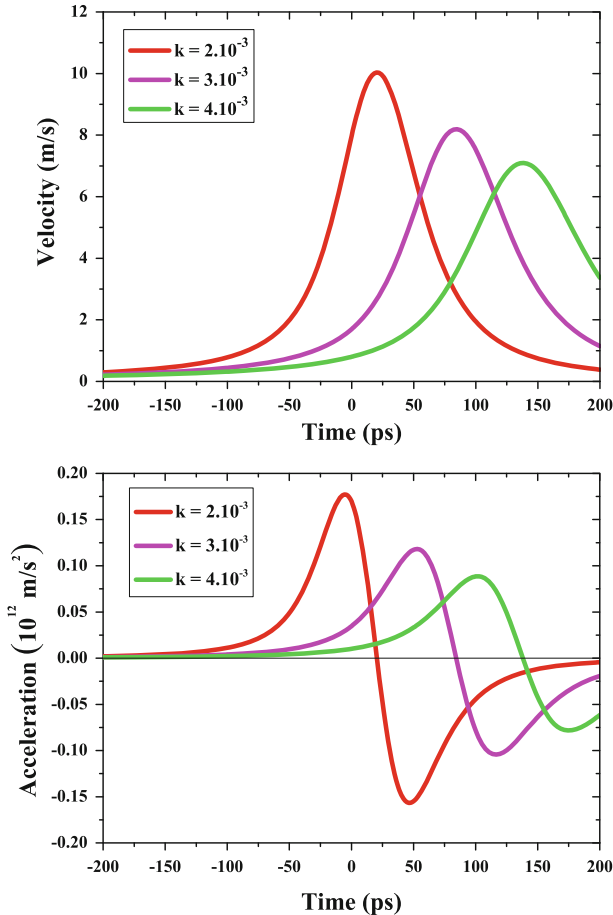 12
10
8
6
4
2
0
Velocity (m/s)
k = 2.10⁻³
k = 3.10⁻³
k = 4.10⁻³
-200 -150 -100 -50 0 50 100 150 200
Time (ps)
0.20
0.15
0.10
0.05
0.00
-0.05
-0.10
-0.15
-0.20
Acceleration (10¹² m/s²)
k = 2.10⁻³
k = 3.10⁻³
k = 4.10⁻³
-200 -150 -100 -50 0 50 100 150 200
Time (ps)